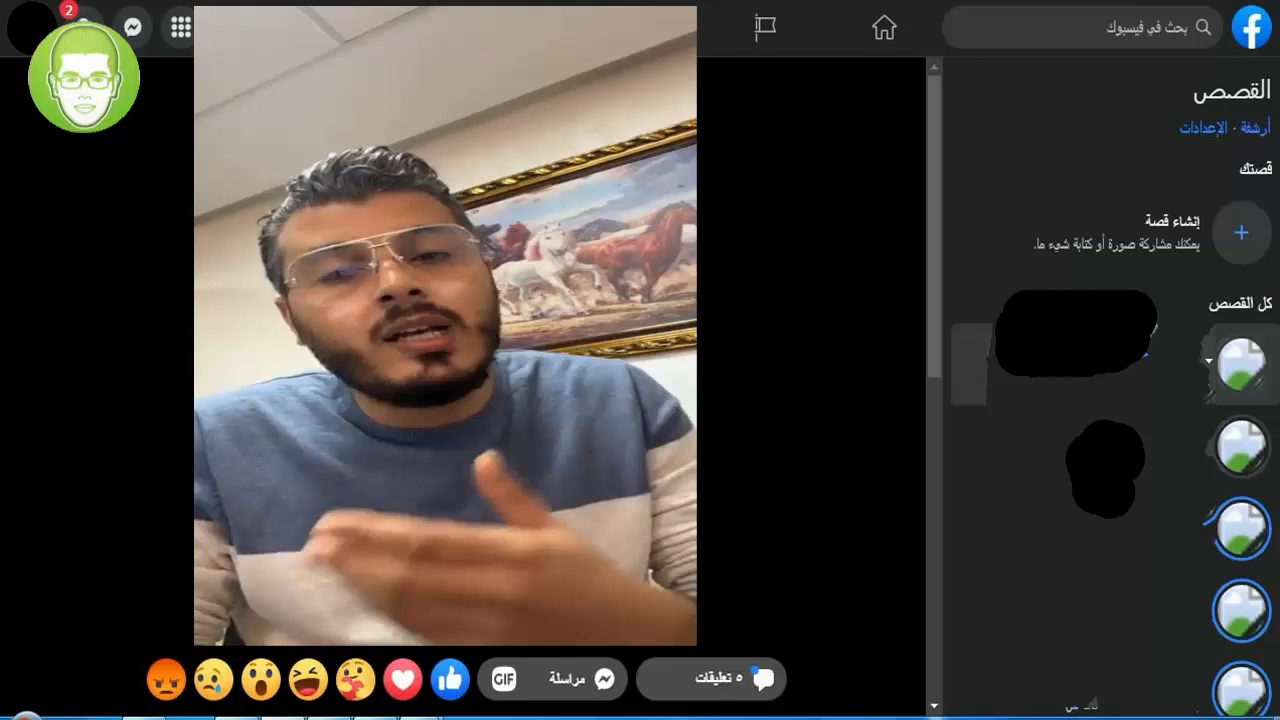 2
بحث في فيسبوك
القصص
أرشفة · الإعدادات
قصتك
إنشاء قصة
يمكنك مشاركة صورة أو كتابة شيء ما.
كل القصص
٥ تعليقات
مراسلة
GIF